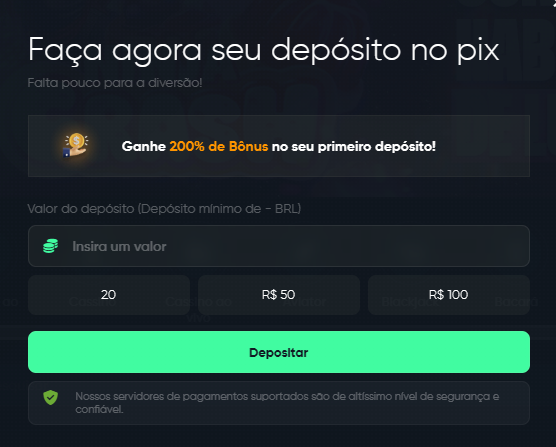 Faça agora seu depósito no pix
Falta pouco para a diversão!
Ganhe 200% de Bônus no seu primeiro depósito!
Valor do depósito (Depósito mínimo de - BRL)
Insira um valor
20
R$ 50
R$ 100
Depositar
Nossos servidores de pagamentos suportados são de altíssimo nível de segurança e
confiável.